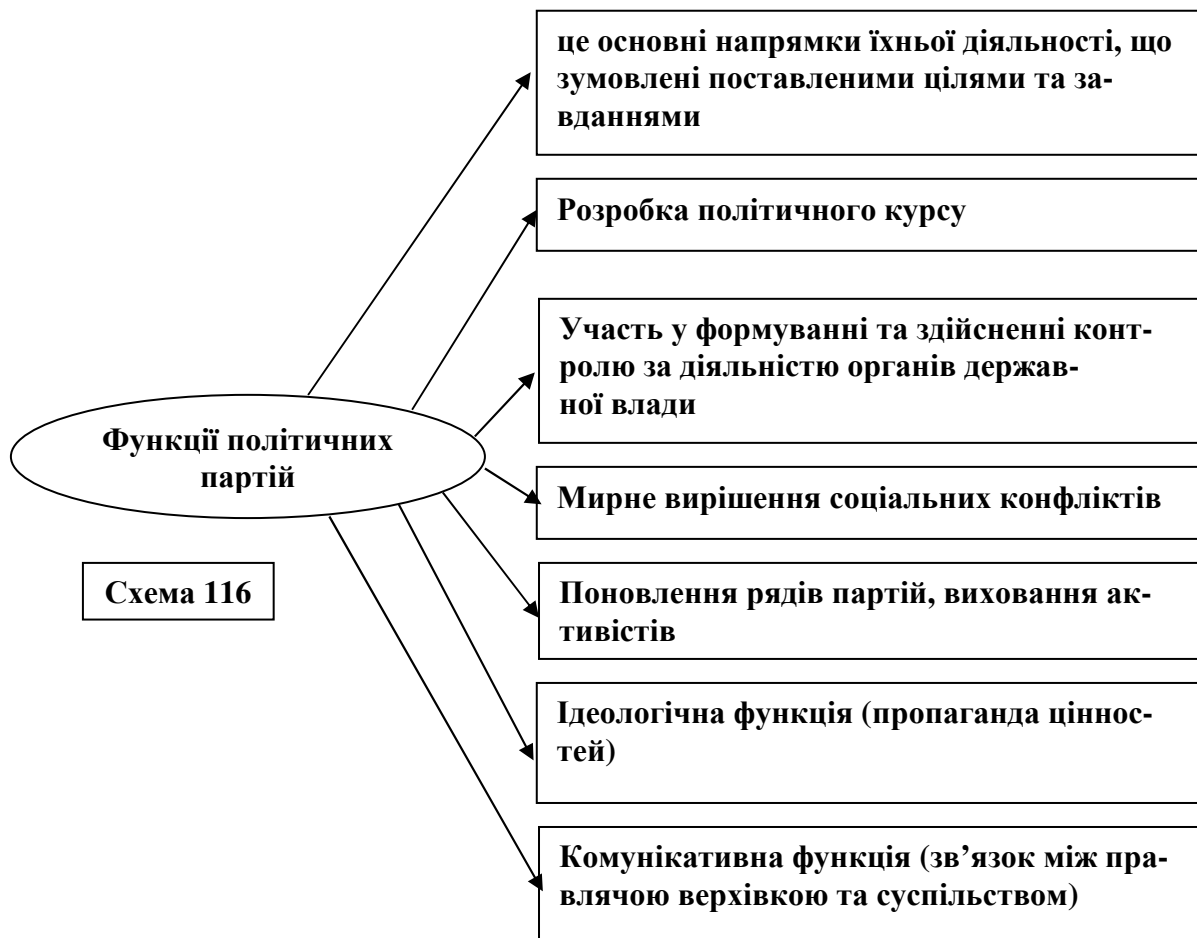 це основні напрямки їхньої діяльності, що
зумовлені поставленими цілями та за-
вданнями
Розробка політичного курсу
Участь у формуванні та здійсненні конт-
ролю за діяльністю органів держав-
ної влади
Функції політичних
партій
Мирне вирішення соціальних конфліктів
Схема 116
Поновлення рядів партій, виховання ак-
тивістів
Ідеологічна функція (пропаганда ціннос-
тей)
Комунікативна функція (зв’язок між пра-
влячою верхівкою та суспільством)